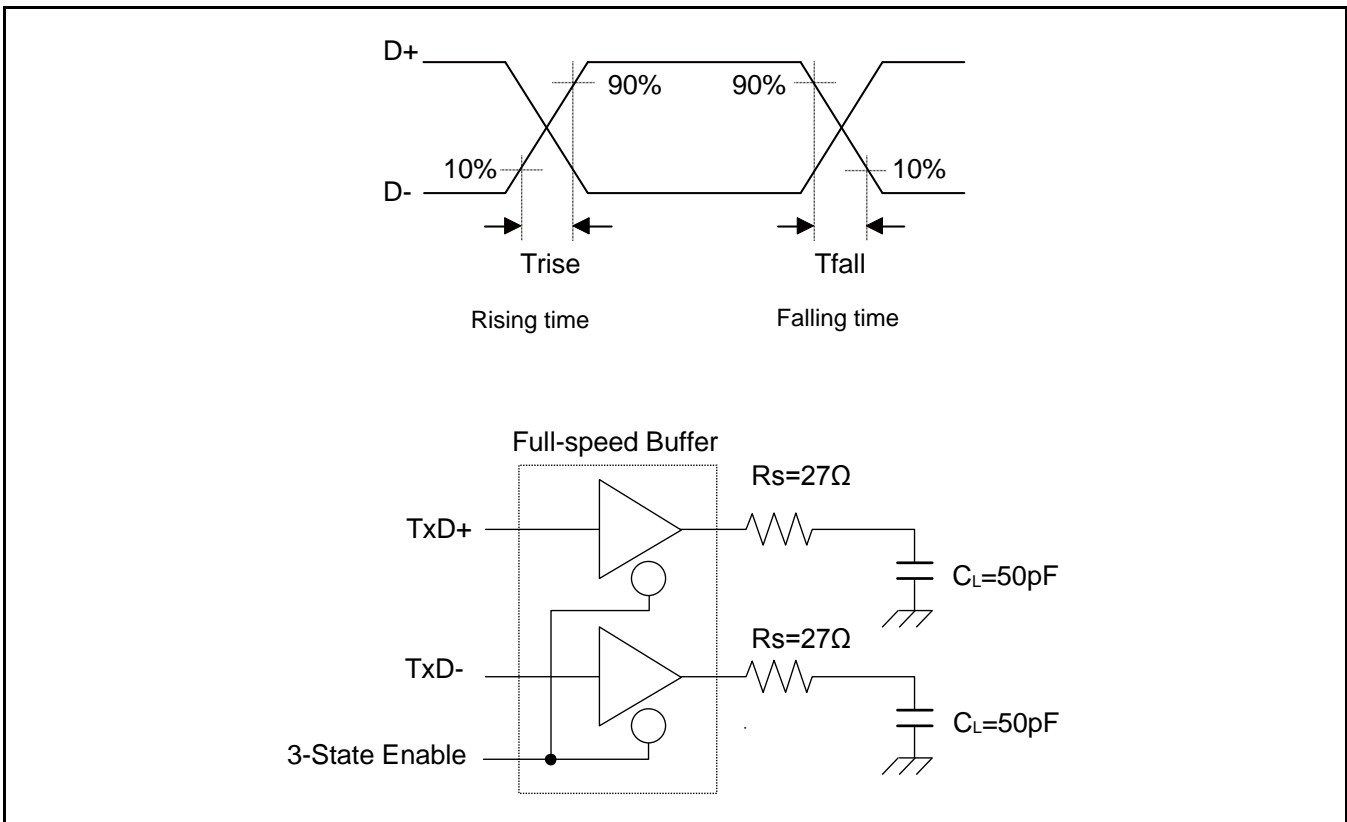 D+
90% 90%
10% 10%
D-
Trise Tfall
Rising time Falling time
Full-speed Buffer
Rs=27Ω
TxD+
CL=50pF
Rs=27Ω
TxD-
CL=50pF
3-State Enable